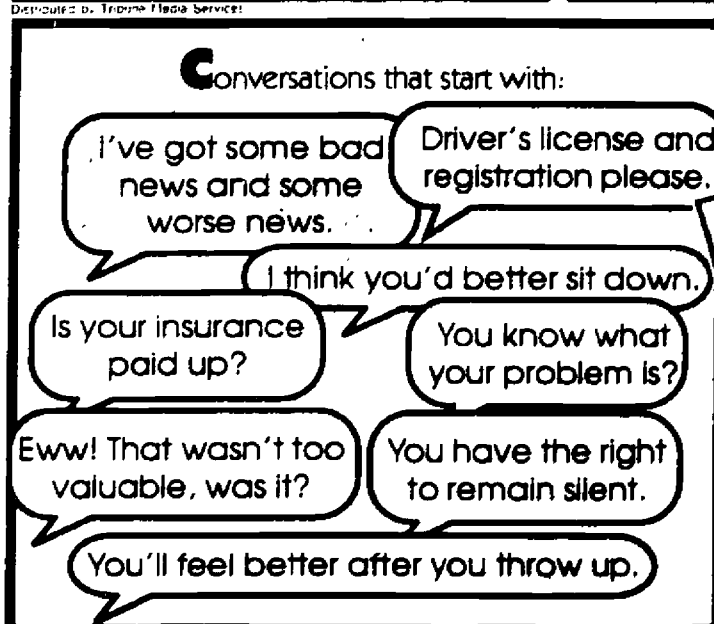 Distributed by Tribune Media Services
Conversations that start with:
I've got some bad
news and some
worse news.
Driver's license and
registration please.
I think you'd better sit down.
Is your insurance
paid up?
You know what
your problem is?
Eww! That wasn't too
valuable, was it?
You have the right
to remain silent.
You'll feel better after you throw up.